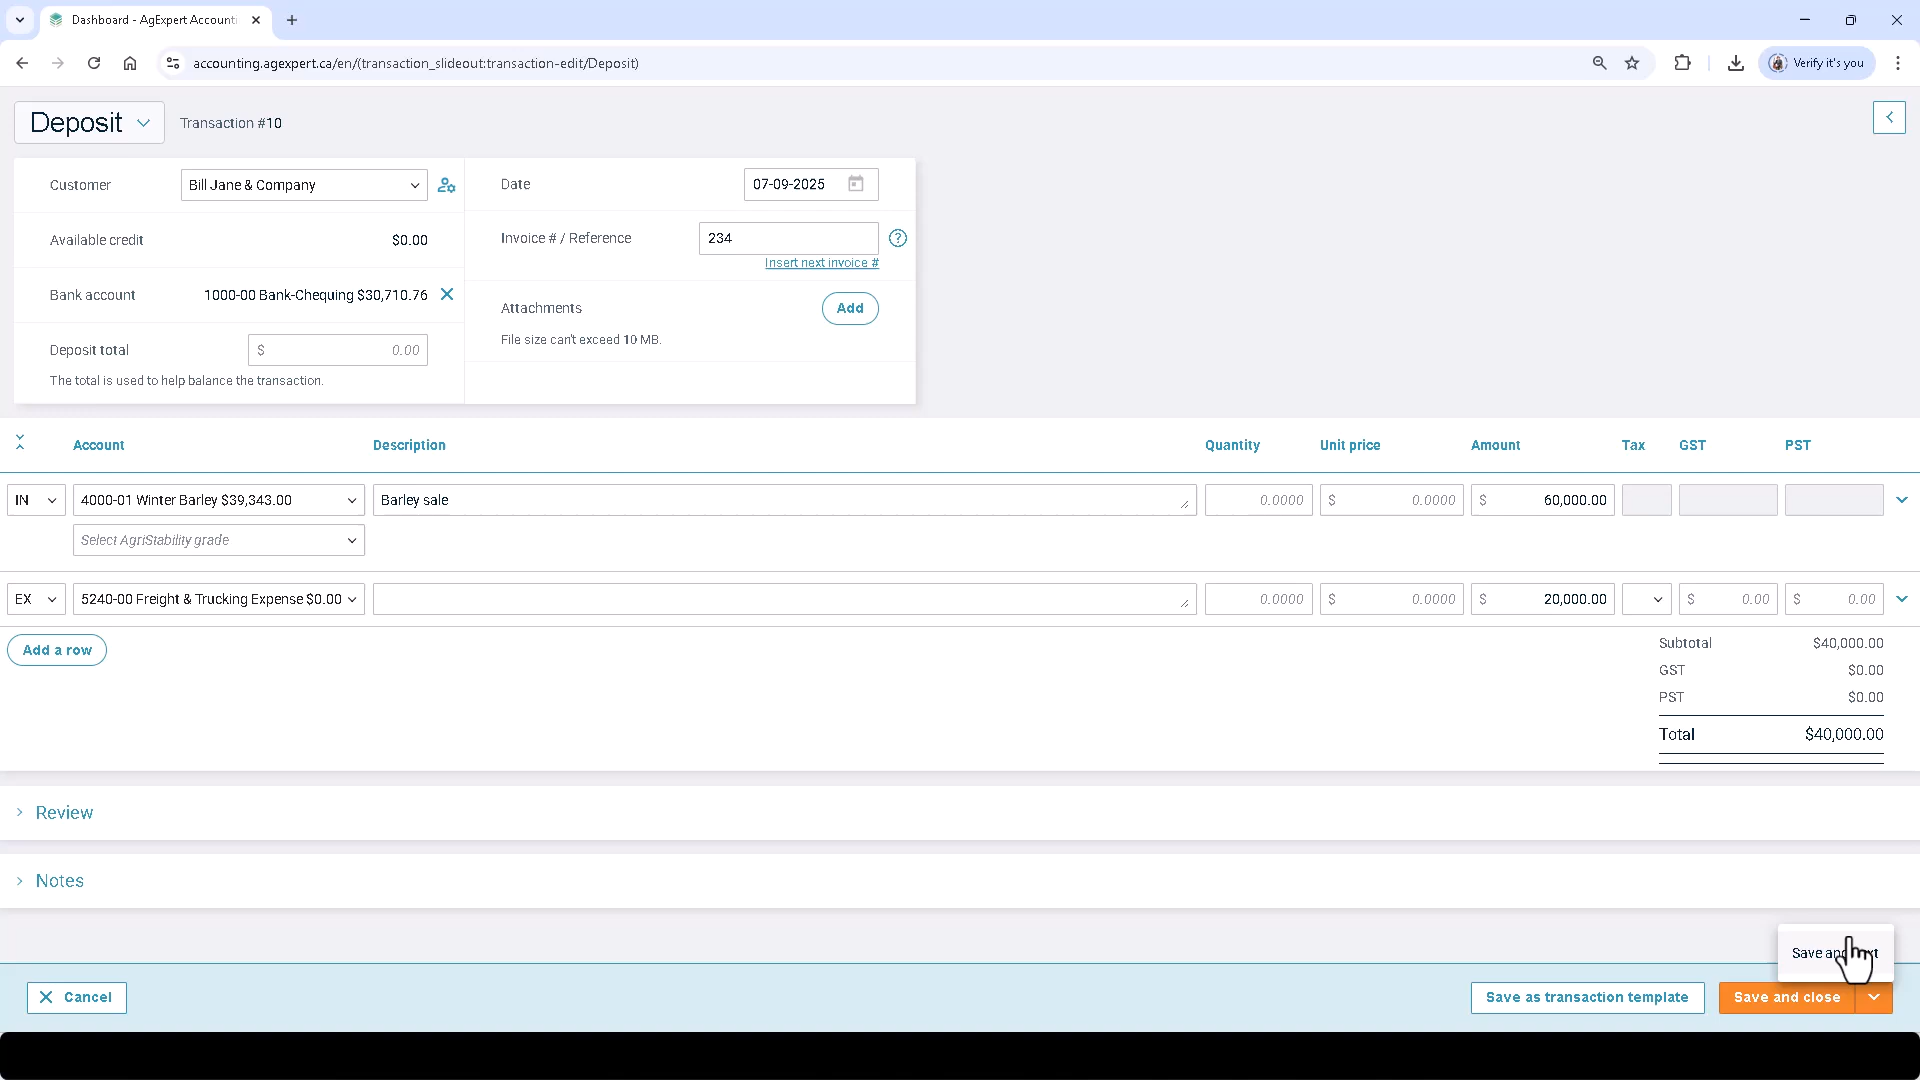 Dashboard - AgExpert Account
accounting.agexpert.ca/en/(transaction_slideout:transaction-edit/Deposit)
Verify it's you
Deposit
Transaction #10
Customer
Bill Jane & Company
Date
07-09-2025
Available credit
$0.00
Invoice # / Reference
234
Insert next invoice #
Bank account
1000-00 Bank-Chequing $30,710.76
Attachments
Add
File size can't exceed 10 MB.
Deposit total
$ 0.00
The total is used to help balance the transaction.
Account Description Quantity Unit price Amount Tax GST PST
IN 4000-01 Winter Barley $39,343.00 Barley sale 0.0000 $ 0.0000 $ 60,000.00
Select AgriStability grade
EX 5240-00 Freight & Trucking Expense $0.00 0.0000 $ 0.0000 $ 20,000.00 $ 0.00 $ 0.00
Add a row
Subtotal $40,000.00
GST $0.00
PST $0.00
Total $40,000.00
Review
Notes
Save
Cancel
Save as transaction template
Save and close